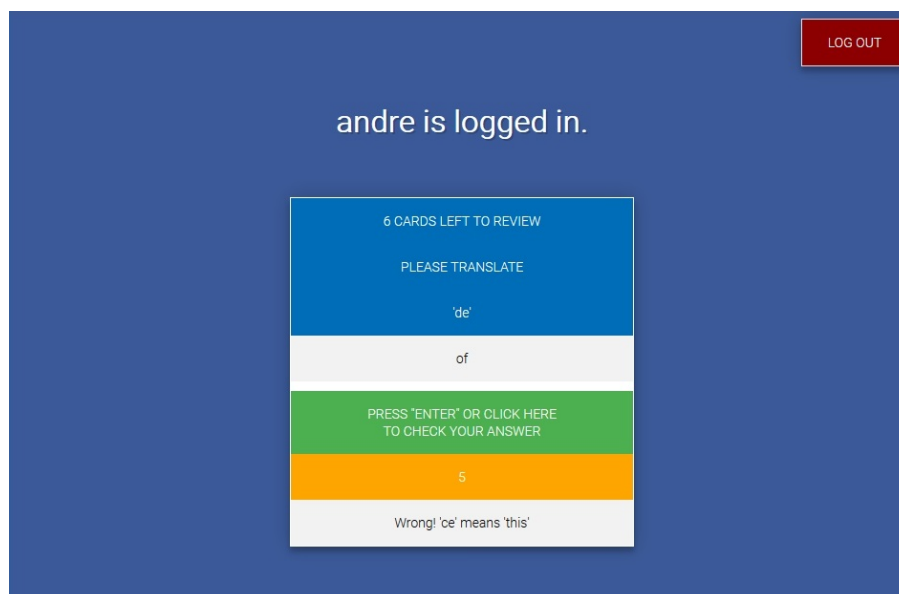 LOG OUT
andre is logged in.
6 CARDS LEFT TO REVIEW
PLEASE TRANSLATE
'de'
of
PRESS "ENTER" OR CLICK HERE
TO CHECK YOUR ANSWER
5
Wrong! 'ce' means 'this'